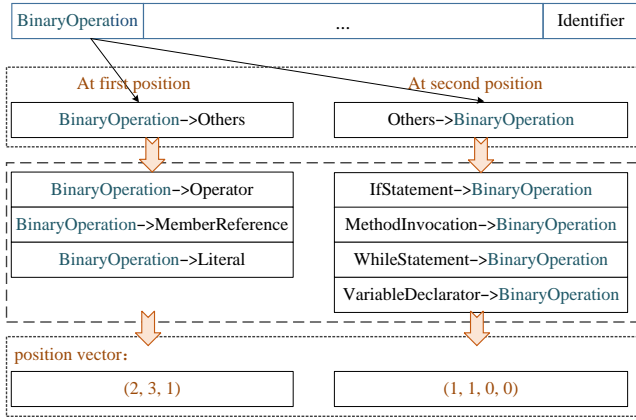 BinaryOperation ... Identifier
At first position At second position
BinaryOperation->Others Others->BinaryOperation
BinaryOperation->Operator IfStatement->BinaryOperation
BinaryOperation->MemberReference MethodInvocation->BinaryOperation
BinaryOperation->Literal WhileStatement->BinaryOperation
VariableDeclarator->BinaryOperation
position vector：
(2, 3, 1) (1, 1, 0, 0)